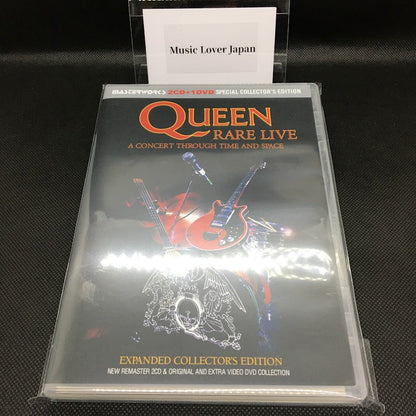 Music Lover Japan
MASTERWORKS 2CD+1DVD SPECIAL COLLECTOR'S EDITION
QUEEN
RARE LIVE
A CONCERT THROUGH TIME AND SPACE
EXPANDED COLLECTOR'S EDITION
NEW REMASTER 2CD & ORIGINAL AND EXTRA VIDEO DVD COLLECTION